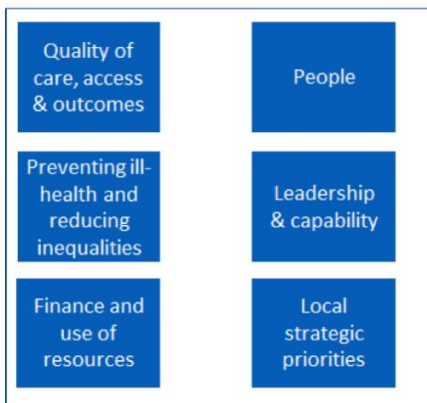 Quality of
care, access
& outcomes
People
Preventing ill-
health and
reducing
inequalities
Leadership
& capability
Finance and
use of
resources
Local
strategic
priorities